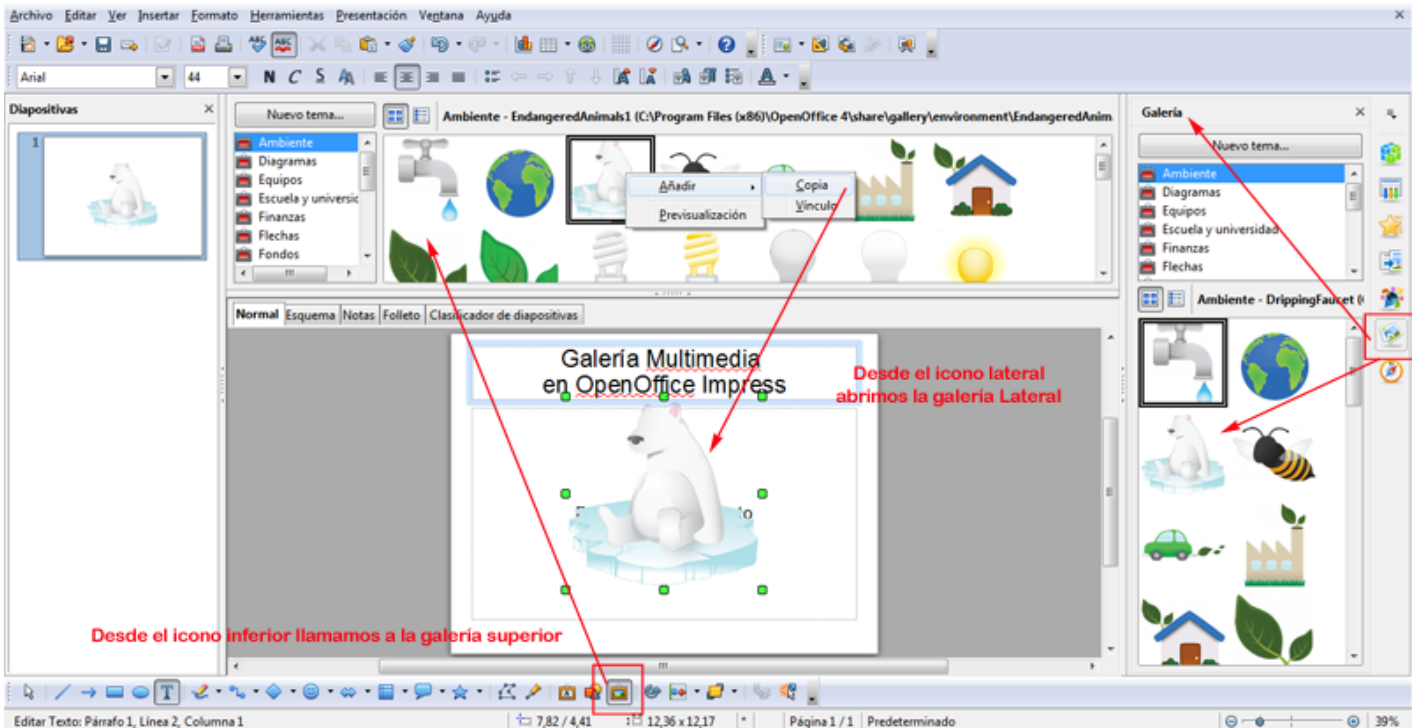 Archivo Editar Ver Insertar Formato Herramientas Presentación Ventana Ayuda
Arial 44 N C S
Diapositivas
1
Nuevo tema...
Ambiente - EndangeredAnimals1 (C:\Program Files (x86)\OpenOffice 4\share\gallery\environment\EndangeredAnim
Ambiente
Diagramas
Equipos
Escuela y universic
Finanzas
Flechas
Fondos
Añadir
Previsualización
Copia
Vínculo
Normal Esquema Notas Folleto Clasificador de diapositivas
Galería Multimedia
en OpenOffice Impress
Desde el icono lateral
abrimos la galería Lateral
Desde el icono inferior llamamos a la galería superior
Galería
Nuevo tema...
Ambiente
Diagramas
Equipos
Escuela y universidad
Finanzas
Flechas
Ambiente - DrippingFaucet (
Editar Texto: Párrafo 1, Línea 2, Columna 1 7,82 / 4,41 12,36 x 12,17 * Página 1 / 1 Predeterminado 39%